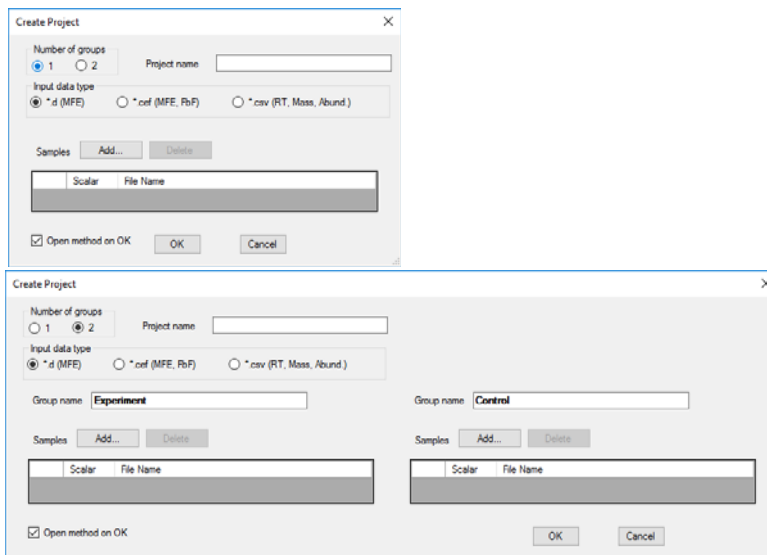 Create Project
Number of groups
1 2 Project name
Input data type
*.d (MFE) *.cef (MFE, FbF) *.csv (RT, Mass, Abund.)
Samples Add... Delete
Scalar File Name
Open method on OK OK Cancel
Create Project
Number of groups
1 2 Project name
Input data type
*.d (MFE) *.cef (MFE, FbF) *.csv (RT, Mass, Abund.)
Group name Experiment Group name Control
Samples Add... Delete Samples Add... Delete
Scalar File Name Scalar File Name
Open method on OK OK Cancel